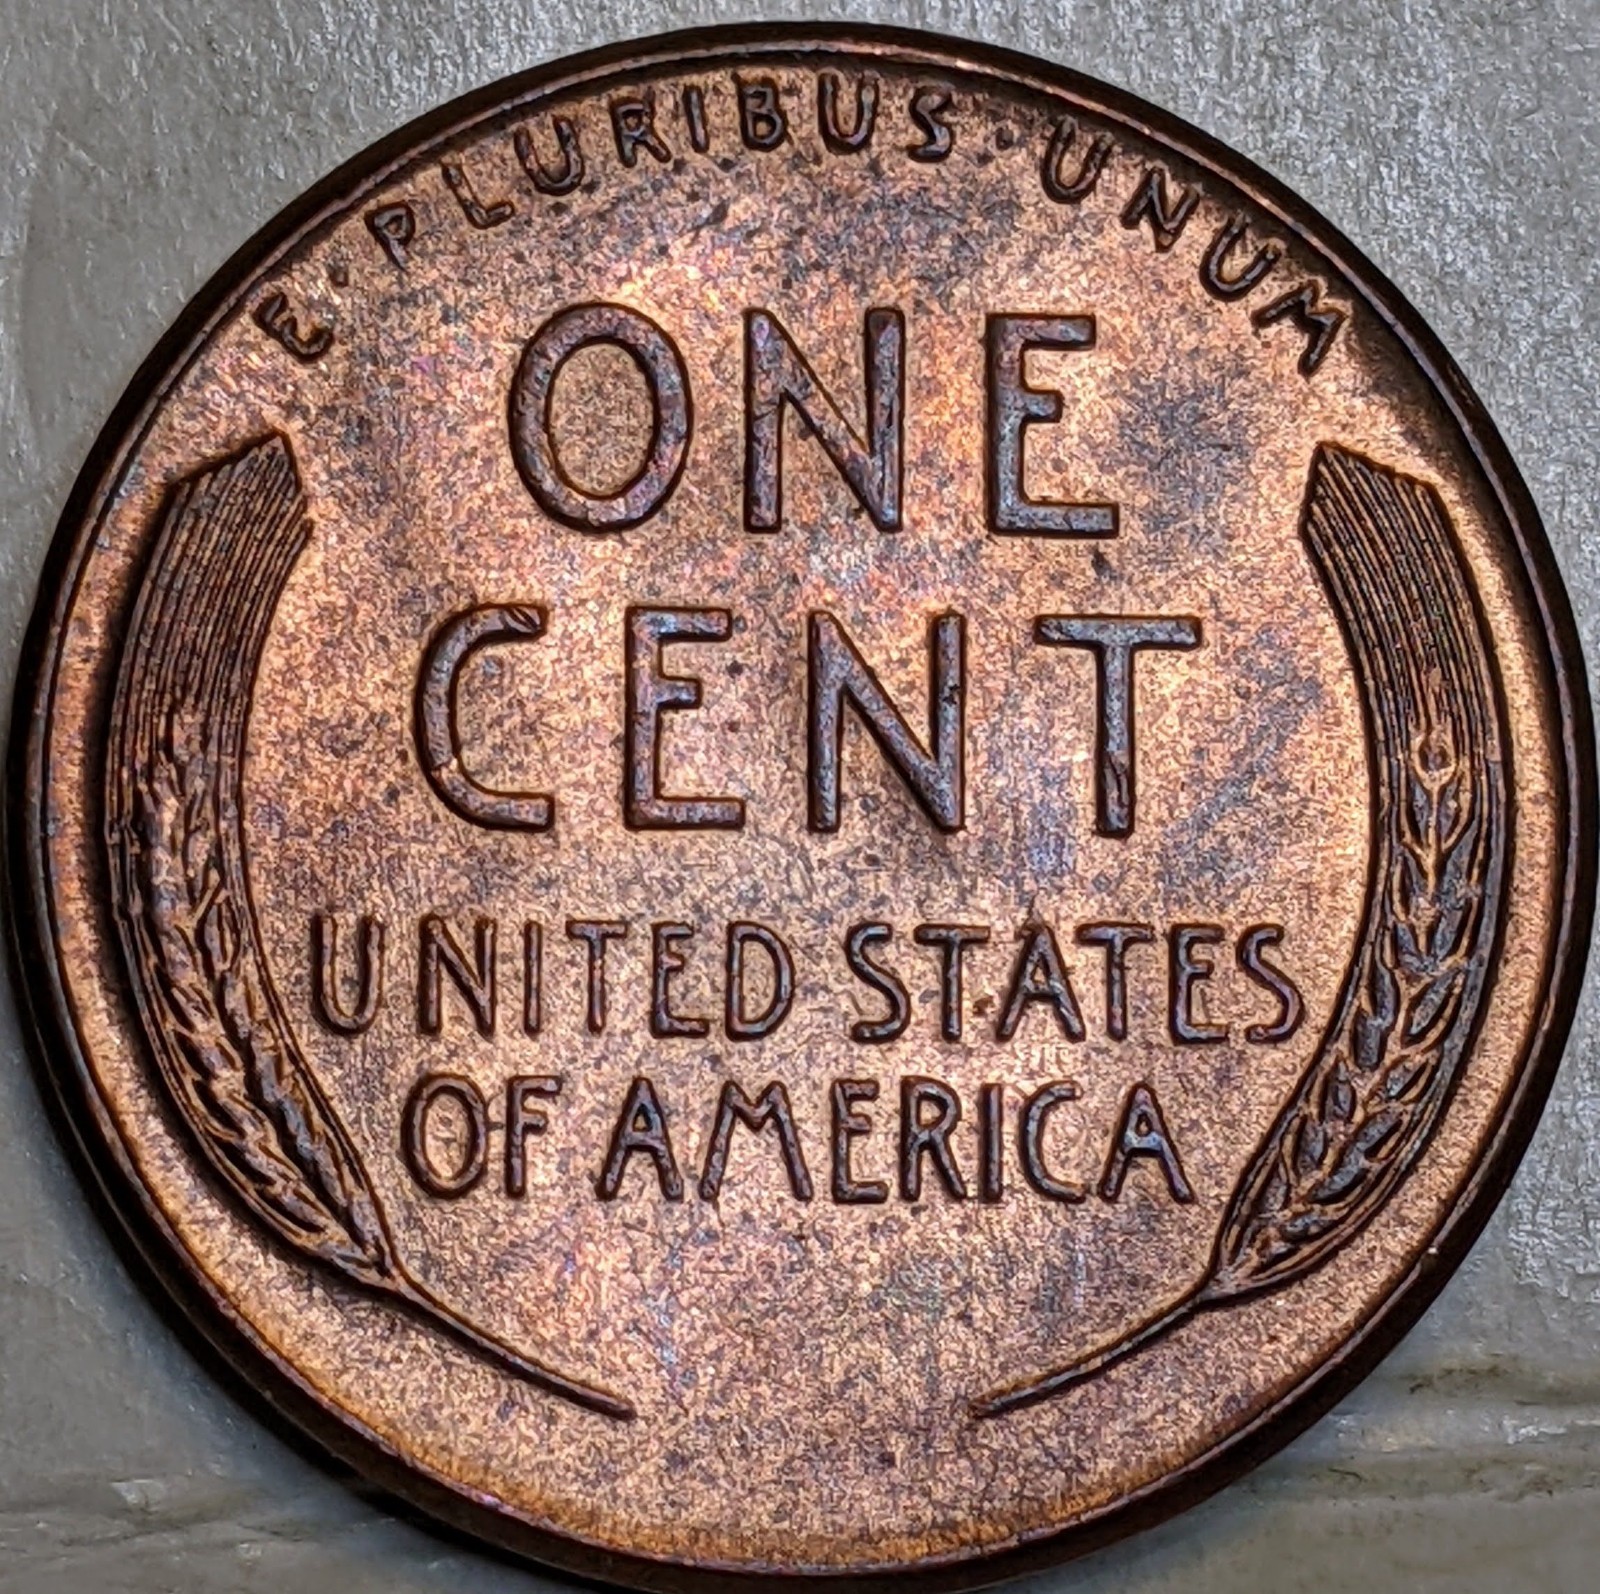 E·PLURIBUS·UNUM
ONE
CENT
UNITED STATES
OF AMERICA